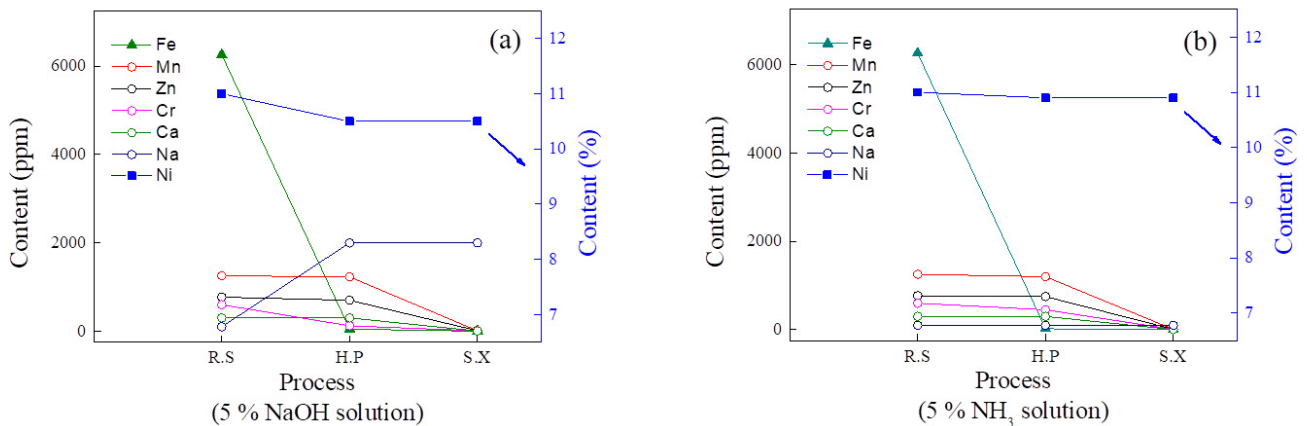 (a)
Fe
Mn
Zn
Cr
Ca
Na
Ni
6000
4000
2000
0
Content (ppm)
12
11
10
9
8
7
Content (%)
R.S H.P S.X
Process
(5 % NaOH solution)
(b)
Fe
Mn
Zn
Cr
Ca
Na
Ni
6000
4000
2000
0
Content (ppm)
12
11
10
9
8
7
Content (%)
R.S H.P S.X
Process
(5 % NH₃ solution)